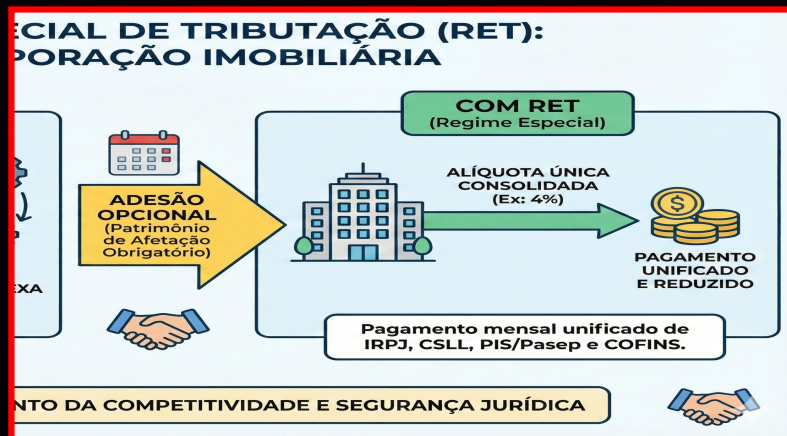 ECIAL DE TRIBUTAÇÃO (RET):
PORAÇÃO IMOBILIÁRIA
COM RET
(Regime Especial)
ADESÃO
OPCIONAL
(Patrimônio
de Afetação
Obrigatório)
ALÍQUOTA ÚNICA
CONSOLIDADA
(Ex: 4%)
$
PAGAMENTO
UNIFICADO
E REDUZIDO
EXA
Pagamento mensal unificado de
IRPJ, CSLL, PIS/Pasep e COFINS.
NTO DA COMPETITIVIDADE E SEGURANÇA JURÍDICA